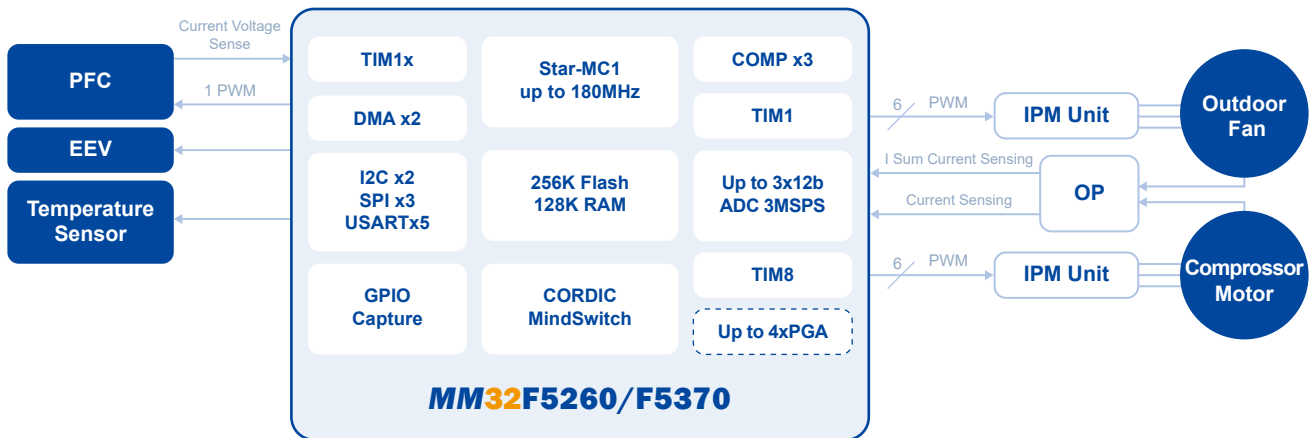 Current Voltage
Sense
PFC
1 PWM
EEV
Temperature
Sensor
TIM1x
DMA x2
I2C x2
SPI x3
USARTx5
GPIO
Capture
Star-MC1
up to 180MHz
256K Flash
128K RAM
CORDIC
MindSwitch
COMP x3
TIM1
Up to 3x12b
ADC 3MSPS
TIM8
Up to 4xPGA
MM32F5260/F5370
6 PWM
IPM Unit
Outdoor
Fan
I Sum Current Sensing
Current Sensing
OP
6 PWM
IPM Unit
Comprossor
Motor